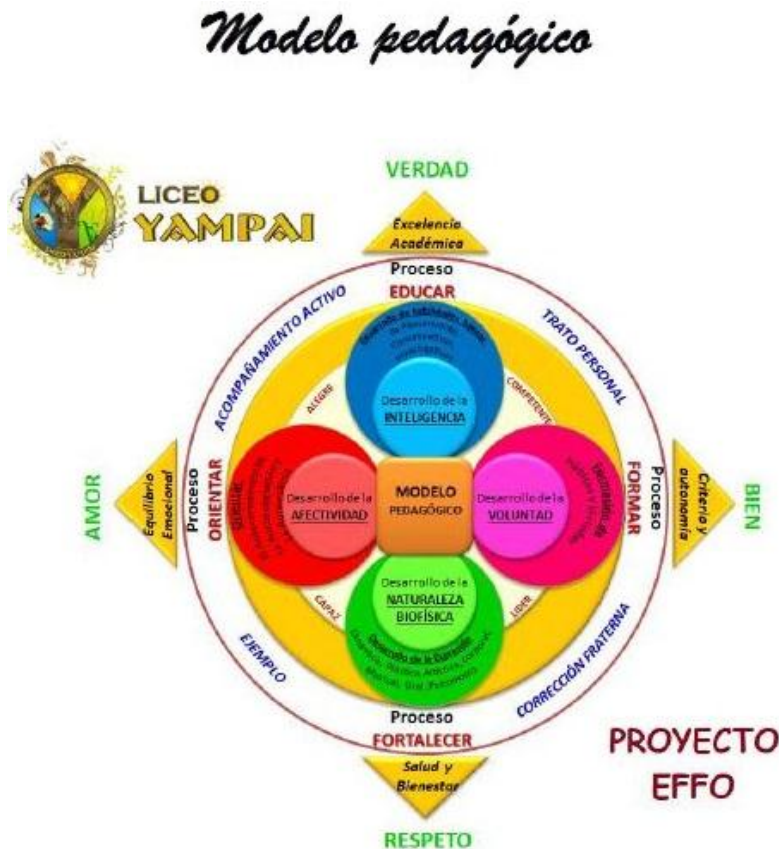 Modelo pedagógico
LICEO
YAMPAI
VERDAD
Excelencia
Académica
Proceso
EDUCAR
ACOMPAÑAMIENTO ACTIVO
TRATO PERSONAL
ALEGRE
COMPETENTE
Desarrollo de la
INTELIGENCIA
AMOR
Equilibrio
Emocional
Proceso
ORIENTAR
Desarrollo de la
AFECTIVIDAD
MODELO
PEDAGÓGICO
Desarrollo de la
VOLUNTAD
Proceso
FORMAR
Criterio y
autonomía
BIEN
Desarrollo de la
NATURALEZA
BIOFÍSICA
CAPAZ
LIDER
EJEMPLO
CORRECCIÓN FRATERNA
Proceso
FORTALECER
Salud y
Bienestar
RESPETO
PROYECTO
EFFO